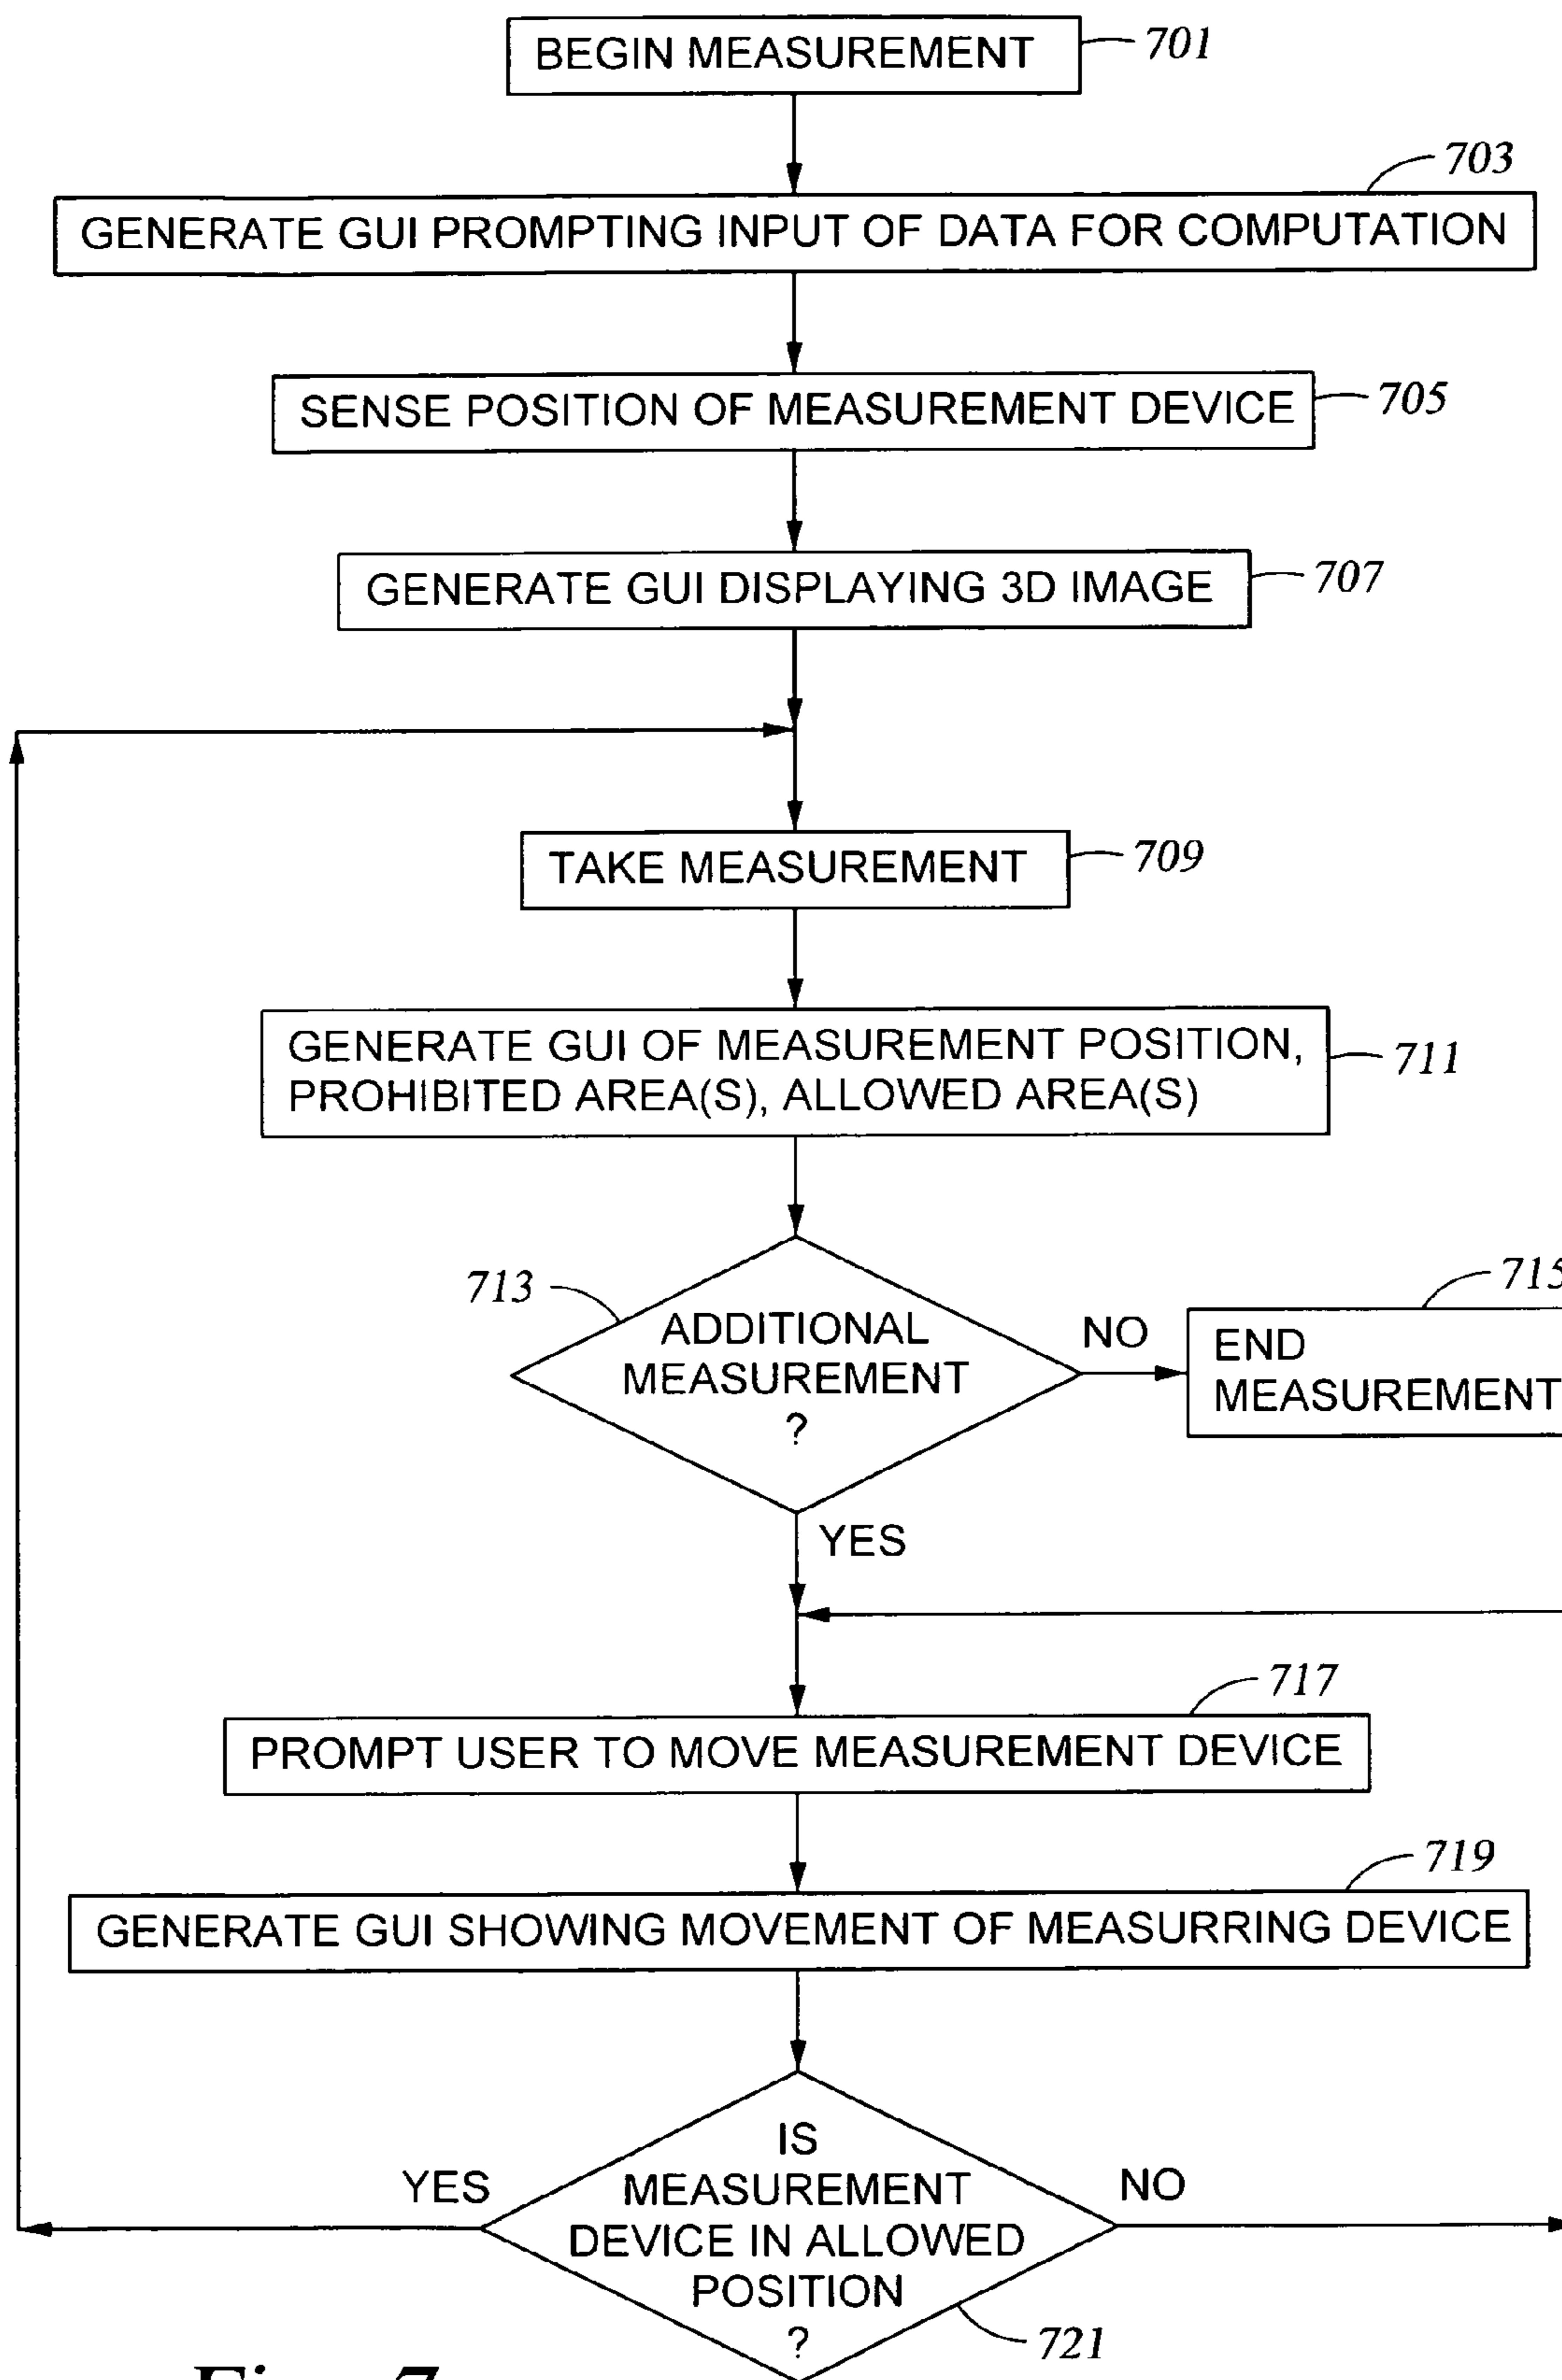 BEGIN MEASUREMENT
701
703
GENERATE GUI PROMPTING INPUT OF DATA FOR COMPUTATION
SENSE POSITION OF MEASUREMENT DEVICE
705
GENERATE GUI DISPLAYING 3D IMAGE
707
TAKE MEASUREMENT
709
GENERATE GUI OF MEASUREMENT POSITION,
PROHIBITED AREA(S), ALLOWED AREA(S)
711
713
ADDITIONAL
MEASUREMENT
?
NO
715
END
MEASUREMENT
YES
717
PROMPT USER TO MOVE MEASUREMENT DEVICE
719
GENERATE GUI SHOWING MOVEMENT OF MEASURRING DEVICE
YES
IS
MEASUREMENT
DEVICE IN ALLOWED
POSITION
?
NO
721